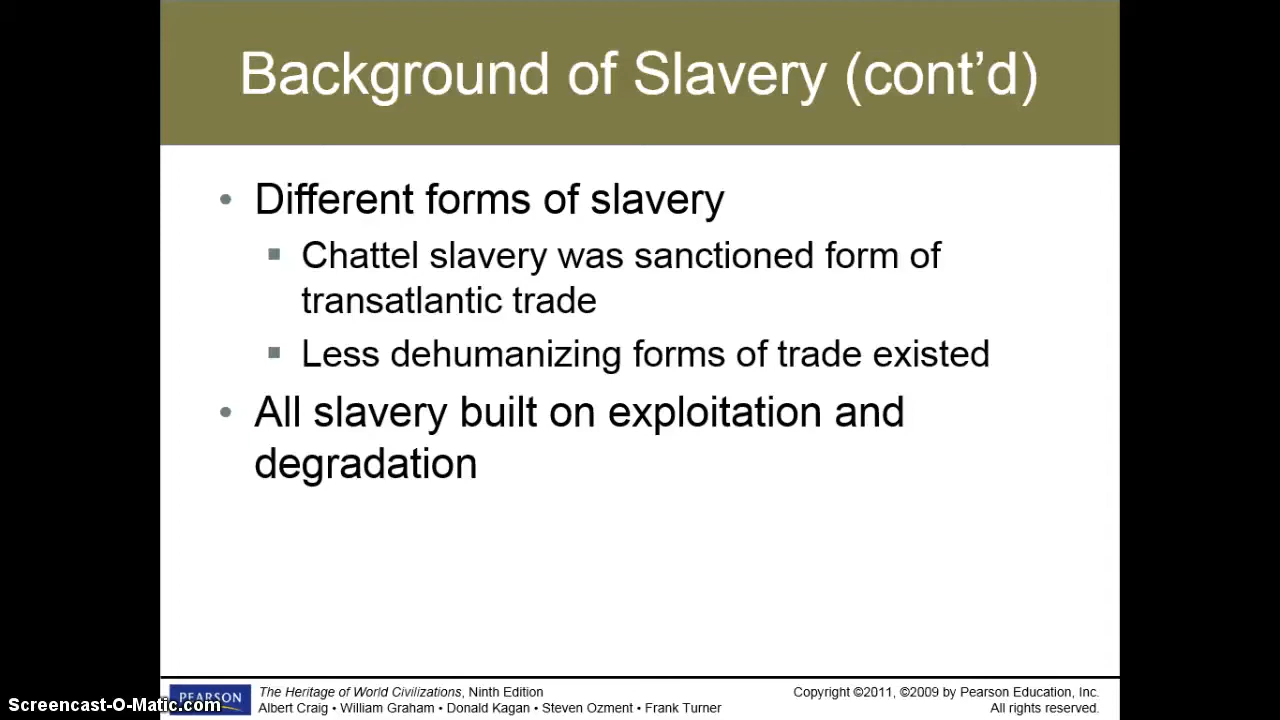 Background of Slavery (cont’d)
• Different forms of slavery
▪ Chattel slavery was sanctioned form of
transatlantic trade
▪ Less dehumanizing forms of trade existed
• All slavery built on exploitation and
degradation
PEARSON
Screencast-O-Matic.com
The Heritage of World Civilizations, Ninth Edition
Albert Craig • William Graham • Donald Kagan • Steven Ozment • Frank Turner
Copyright ©2011, ©2009 by Pearson Education, Inc.
All rights reserved.